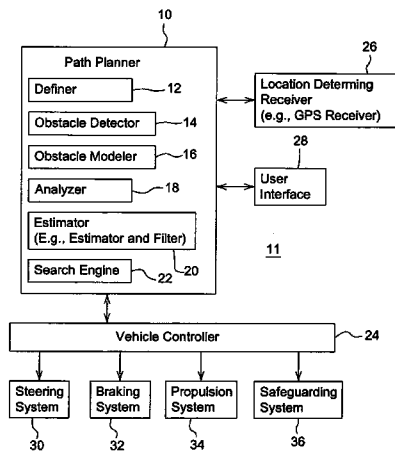 10
Path Planner
Definer
12
Obstacle Detector
14
Obstacle Modeler
16
Analyzer
18
Estimator
(E.g., Estimator and Filter)
20
Search Engine
22
26
Location Determing
Receiver
(e.g., GPS Receiver)
28
User
Interface
11
Vehicle Controller
24
Steering
System
30
Braking
System
32
Propulsion
System
34
Safeguarding
System
36